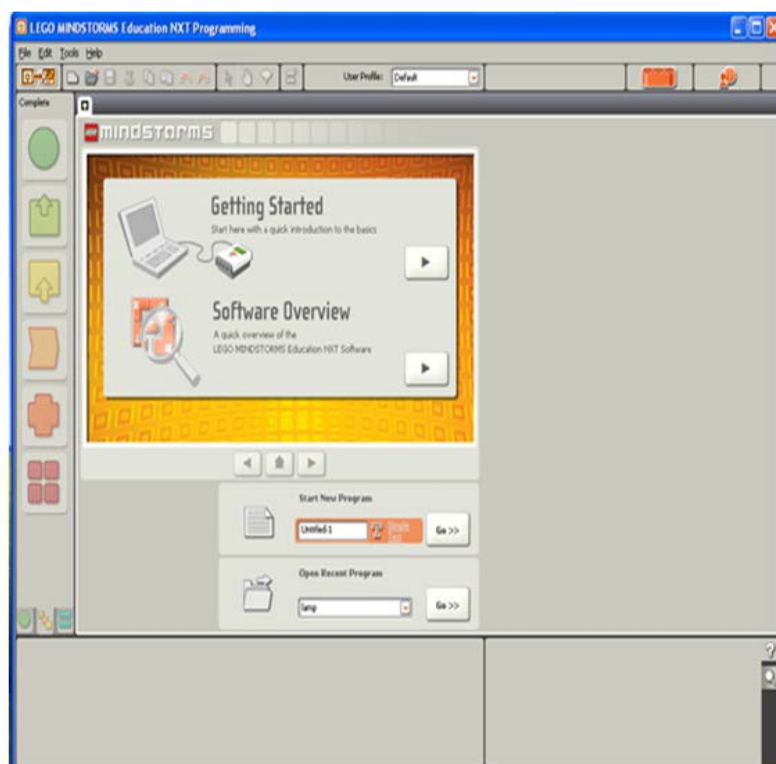 LEGO MINDSTORMS Education NXT Programming
File Edit Tools Help
User Profile: Default
Complete
LEGO mindstorms
Getting Started
Start here with a quick introduction to the basics
Software Overview
A quick overview of the
LEGO MINDSTORMS Education NXT Software
Start New Program
Untitled-1
Go >>
Open Recent Program
lamp
Go >>
?